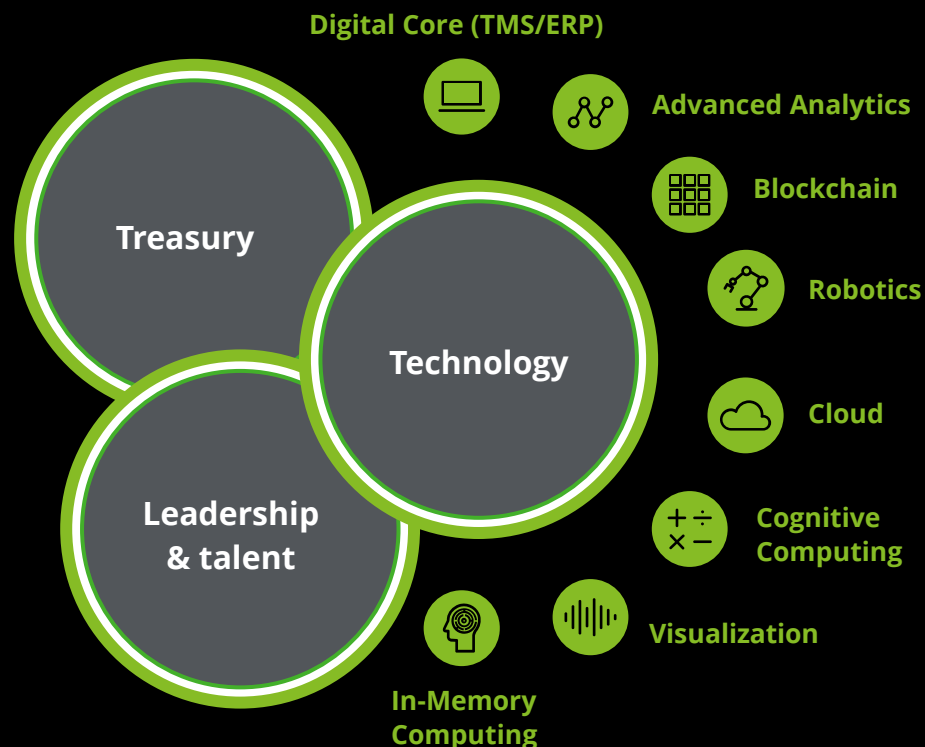 Digital Core (TMS/ERP)
Advanced Analytics
Blockchain
Treasury
Robotics
Technology
Cloud
Leadership
& talent
Cognitive
Computing
Visualization
In-Memory
Computing